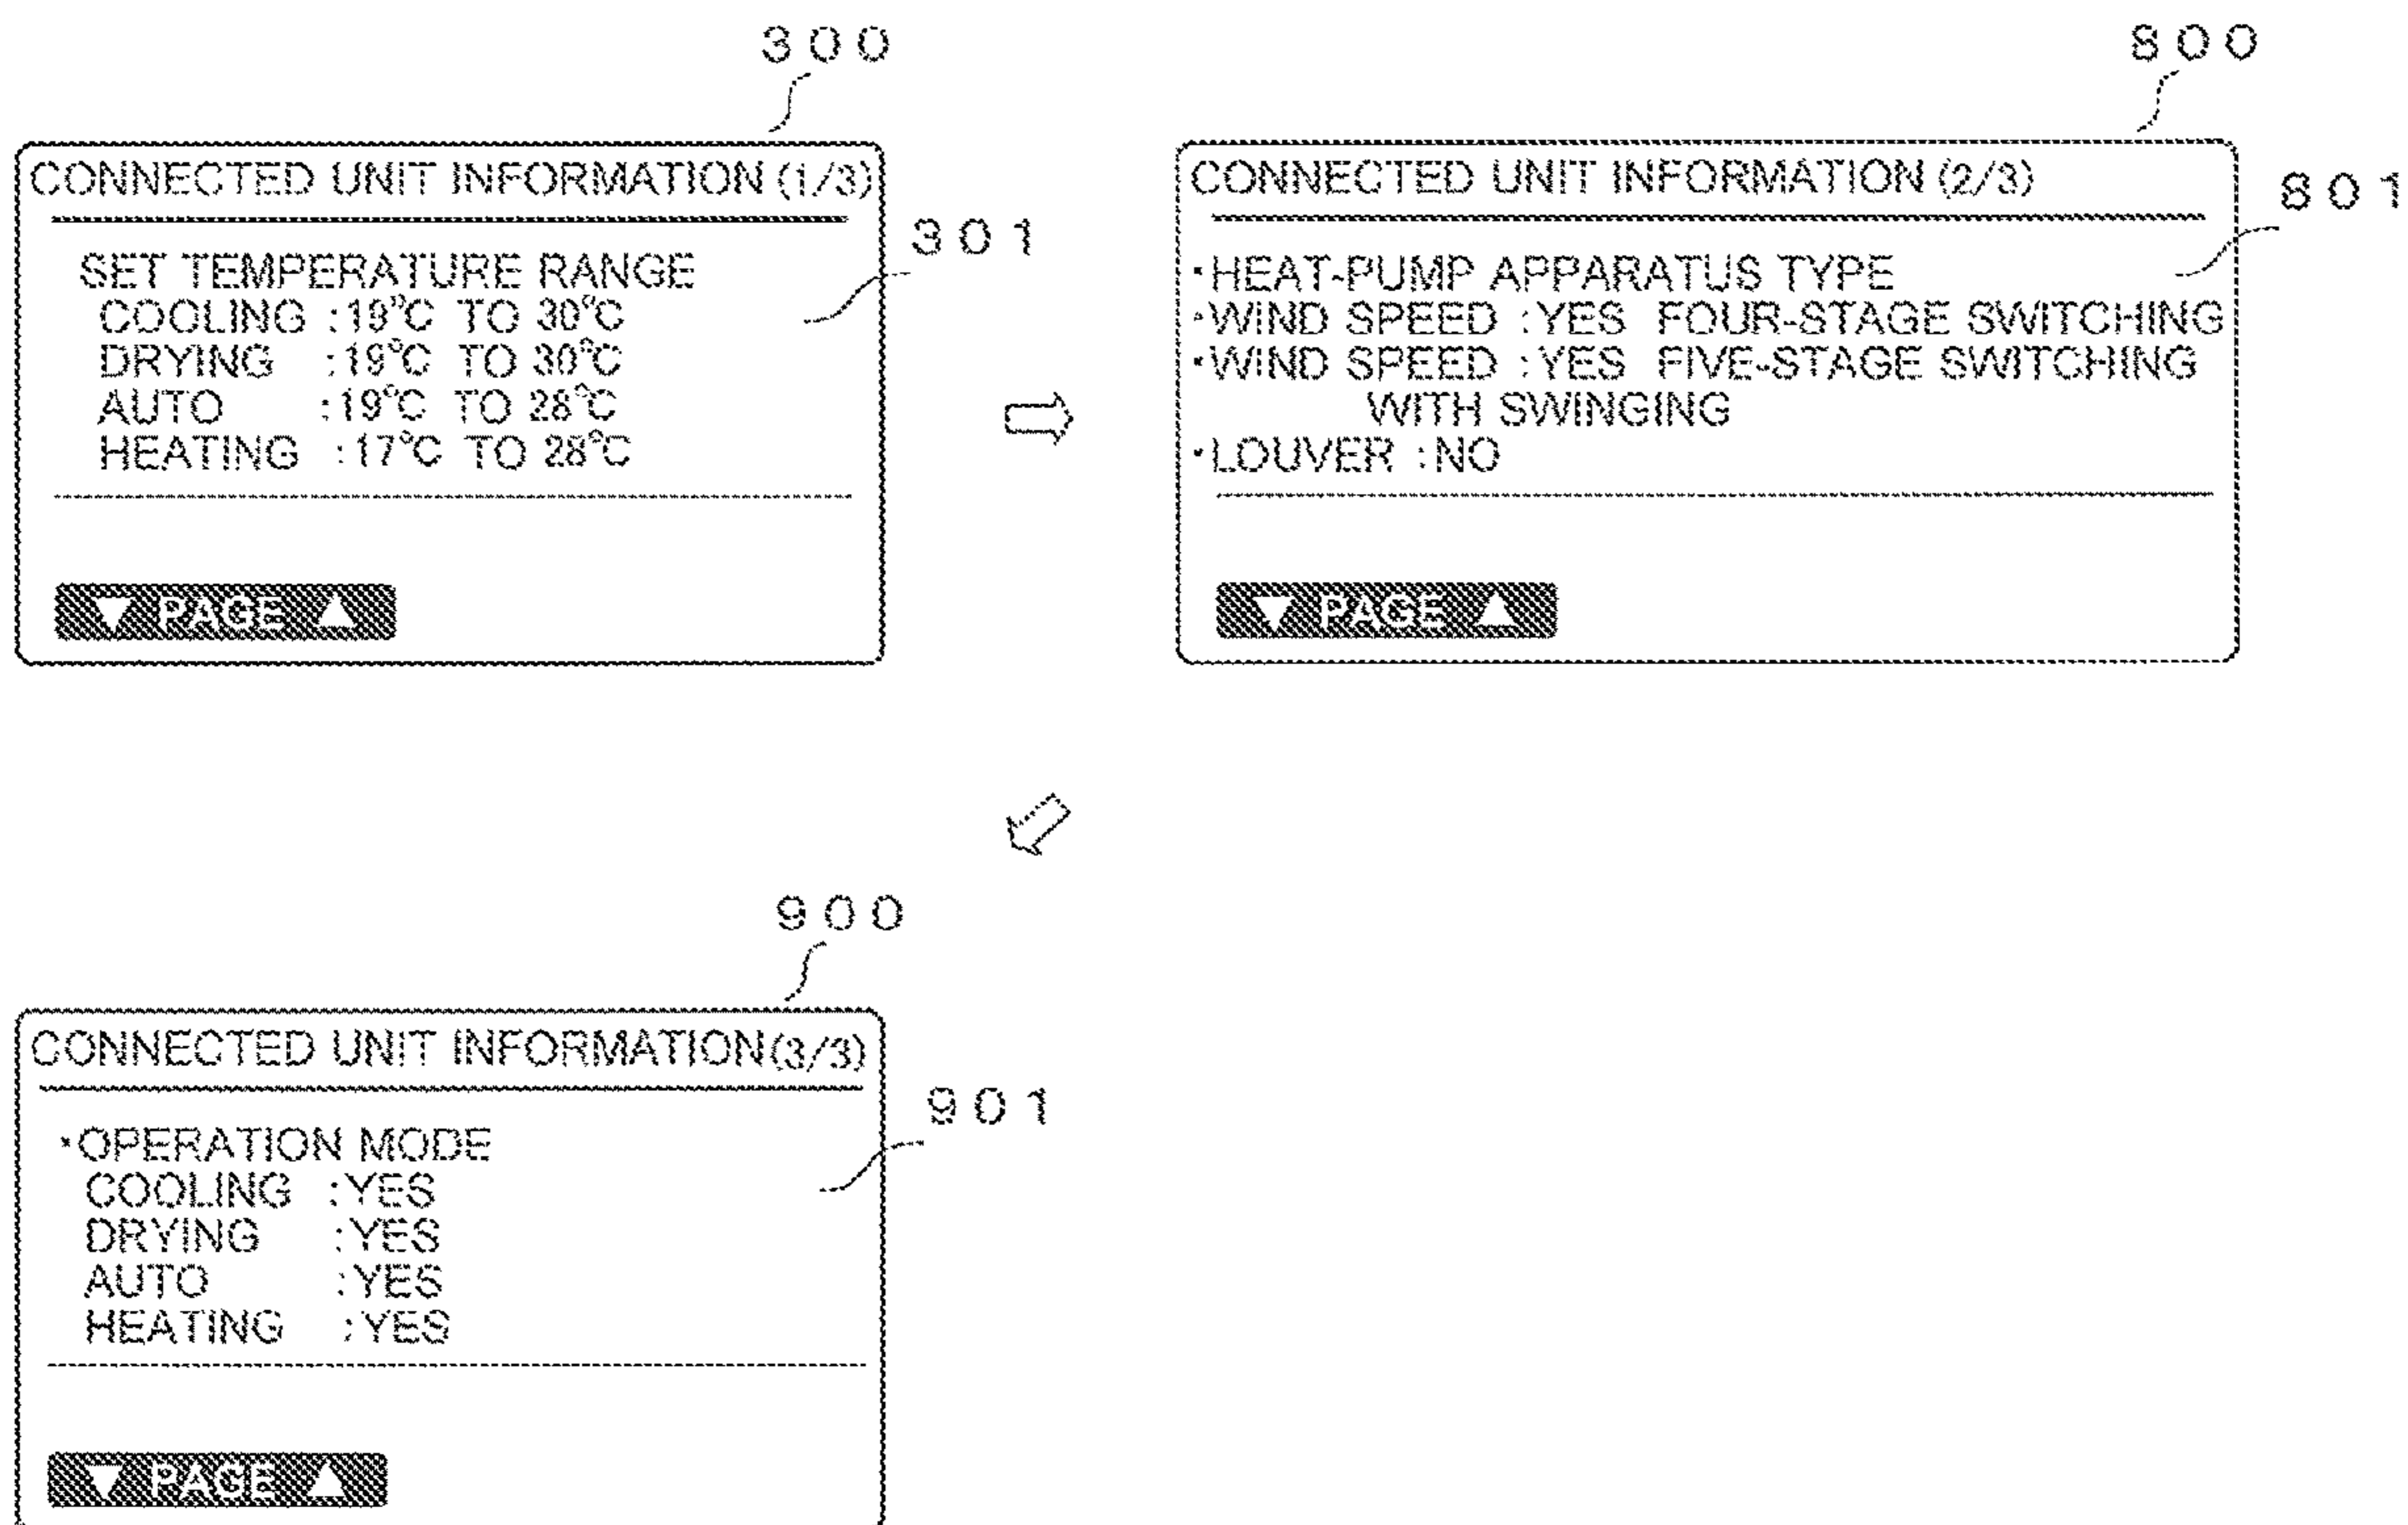 300
CONNECTED UNIT INFORMATION (1/3)
301
SET TEMPERATURE RANGE
COOLING :19°C TO 30°C
DRYING :19°C TO 30°C
AUTO :19°C TO 28°C
HEATING :17°C TO 28°C
▼ PAGE ▲
800
CONNECTED UNIT INFORMATION (2/3)
801
・HEAT-PUMP APPARATUS TYPE
・WIND SPEED :YES FOUR-STAGE SWITCHING
・WIND SPEED :YES FIVE-STAGE SWITCHING
WITH SWINGING
・LOUVER :NO
▼ PAGE ▲
900
CONNECTED UNIT INFORMATION(3/3)
901
・OPERATION MODE
COOLING :YES
DRYING :YES
AUTO :YES
HEATING :YES
▼ PAGE ▲